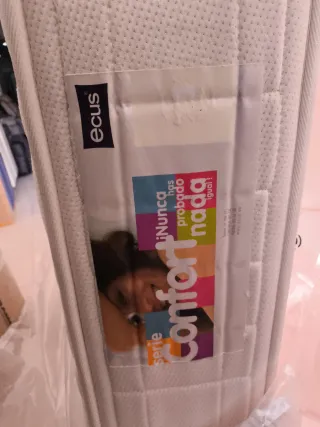 ecus
¡Nunca
has
probado
nada
igual!
serie
Confort